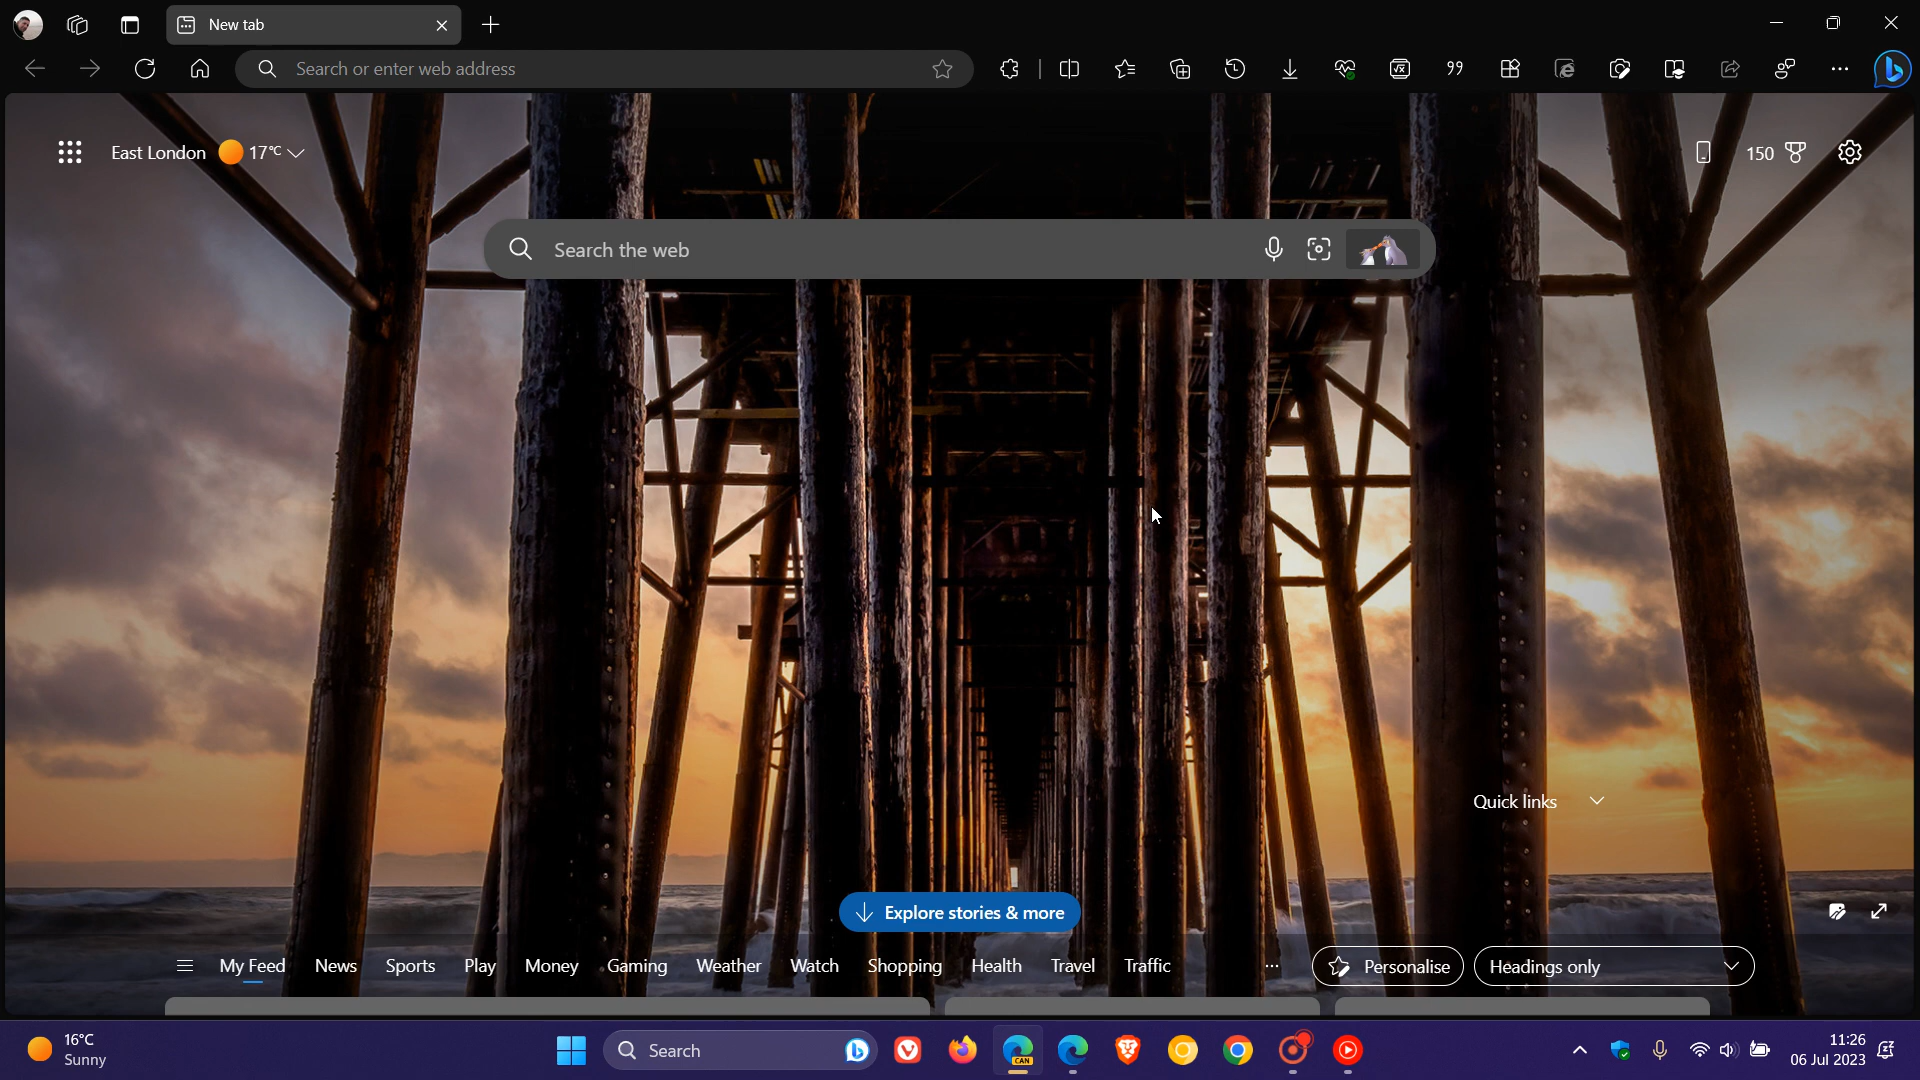 New tab
Search or enter web address
East London 17°C
150
Search the web
Quick links
Explore stories & more
My Feed News Sports Play Money Gaming Weather Watch Shopping Health Travel Traffic ... Personalise Headings only
16°C
Sunny
Search
CAN
11:26
06 Jul 2023